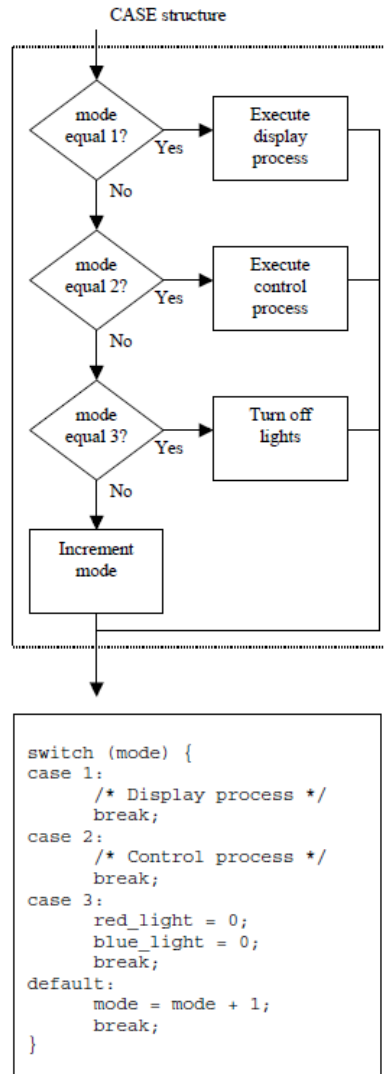 CASE structure
mode
equal 1?
Yes
Execute
display
process
No
mode
equal 2?
Yes
Execute
control
process
No
mode
equal 3?
Yes
Turn off
lights
No
Increment
mode
switch (mode) {
case 1:
/* Display process */
break;
case 2:
/* Control process */
break;
case 3:
red_light = 0;
blue_light = 0;
break;
default:
mode = mode + 1;
break;
}